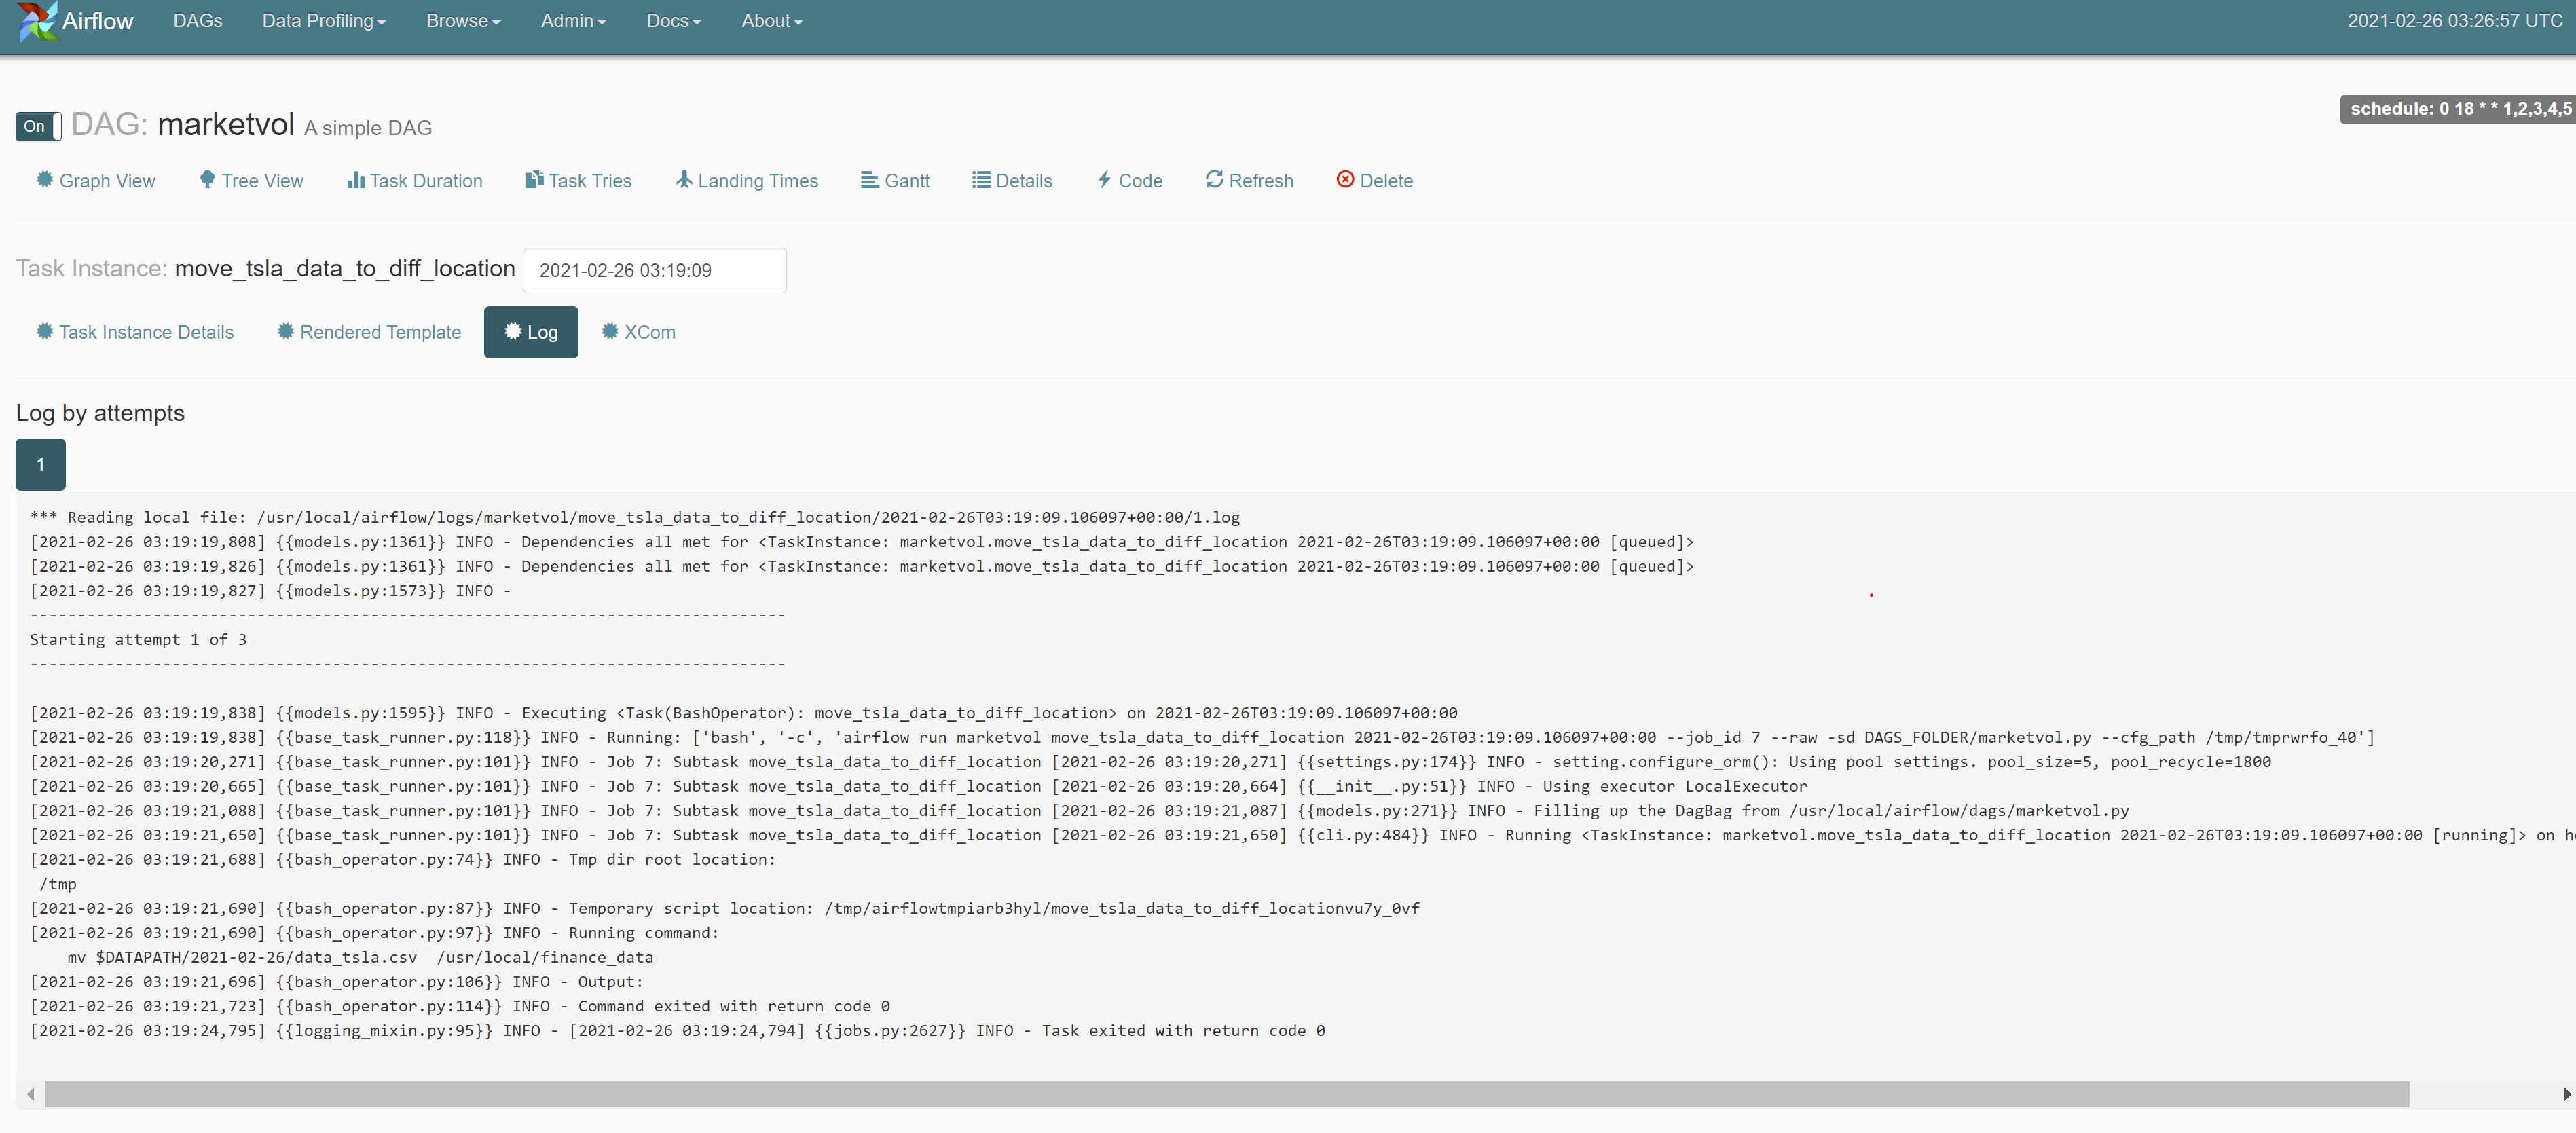 Airflow DAGs Data Profiling Browse Admin Docs About 2021-02-26 03:26:57 UTC
schedule: 0 18 * * 1,2,3,4,5
On DAG: marketvol A simple DAG
Graph View Tree View Task Duration Task Tries Landing Times Gantt Details Code Refresh Delete
Task Instance: move_tsla_data_to_diff_location 2021-02-26 03:19:09
Task Instance Details Rendered Template Log XCom
Log by attempts
1
*** Reading local file: /usr/local/airflow/logs/marketvol/move_tsla_data_to_diff_location/2021-02-26T03:19:09.106097+00:00/1.log
[2021-02-26 03:19:19,808] {{models.py:1361}} INFO - Dependencies all met for <TaskInstance: marketvol.move_tsla_data_to_diff_location 2021-02-26T03:19:09.106097+00:00 [queued]>
[2021-02-26 03:19:19,826] {{models.py:1361}} INFO - Dependencies all met for <TaskInstance: marketvol.move_tsla_data_to_diff_location 2021-02-26T03:19:09.106097+00:00 [queued]>
[2021-02-26 03:19:19,827] {{models.py:1573}} INFO -
--------------------------------------------------------------------------------
Starting attempt 1 of 3
--------------------------------------------------------------------------------
[2021-02-26 03:19:19,838] {{models.py:1595}} INFO - Executing <Task(BashOperator): move_tsla_data_to_diff_location> on 2021-02-26T03:19:09.106097+00:00
[2021-02-26 03:19:19,838] {{base_task_runner.py:118}} INFO - Running: ['bash', '-c', 'airflow run marketvol move_tsla_data_to_diff_location 2021-02-26T03:19:09.106097+00:00 --job_id 7 --raw -sd DAGS_FOLDER/marketvol.py --cfg_path /tmp/tmprwrfo_40']
[2021-02-26 03:19:20,271] {{base_task_runner.py:101}} INFO - Job 7: Subtask move_tsla_data_to_diff_location [2021-02-26 03:19:20,271] {{settings.py:174}} INFO - setting.configure_orm(): Using pool settings. pool_size=5, pool_recycle=1800
[2021-02-26 03:19:20,665] {{base_task_runner.py:101}} INFO - Job 7: Subtask move_tsla_data_to_diff_location [2021-02-26 03:19:20,664] {{__init__.py:51}} INFO - Using executor LocalExecutor
[2021-02-26 03:19:21,088] {{base_task_runner.py:101}} INFO - Job 7: Subtask move_tsla_data_to_diff_location [2021-02-26 03:19:21,087] {{models.py:271}} INFO - Filling up the DagBag from /usr/local/airflow/dags/marketvol.py
[2021-02-26 03:19:21,650] {{base_task_runner.py:101}} INFO - Job 7: Subtask move_tsla_data_to_diff_location [2021-02-26 03:19:21,650] {{cli.py:484}} INFO - Running <TaskInstance: marketvol.move_tsla_data_to_diff_location 2021-02-26T03:19:09.106097+00:00 [running]> on
[2021-02-26 03:19:21,688] {{bash_operator.py:74}} INFO - Tmp dir root location:
/tmp
[2021-02-26 03:19:21,690] {{bash_operator.py:87}} INFO - Temporary script location: /tmp/airflowtmpiarb3hyl/move_tsla_data_to_diff_locationvu7y_0vf
[2021-02-26 03:19:21,690] {{bash_operator.py:97}} INFO - Running command:
mv $DATAPATH/2021-02-26/data_tsla.csv  /usr/local/finance_data
[2021-02-26 03:19:21,696] {{bash_operator.py:106}} INFO - Output:
[2021-02-26 03:19:21,723] {{bash_operator.py:114}} INFO - Command exited with return code 0
[2021-02-26 03:19:24,795] {{logging_mixin.py:95}} INFO - [2021-02-26 03:19:24,794] {{jobs.py:2627}} INFO - Task exited with return code 0